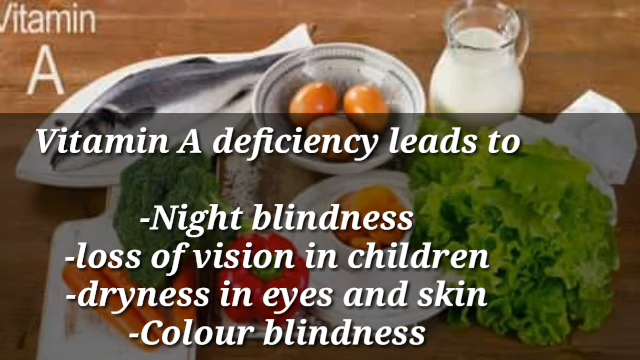 Vitamin
A
Vitamin A deficiency leads to
-Night blindness
-loss of vision in children
-dryness in eyes and skin
-Colour blindness